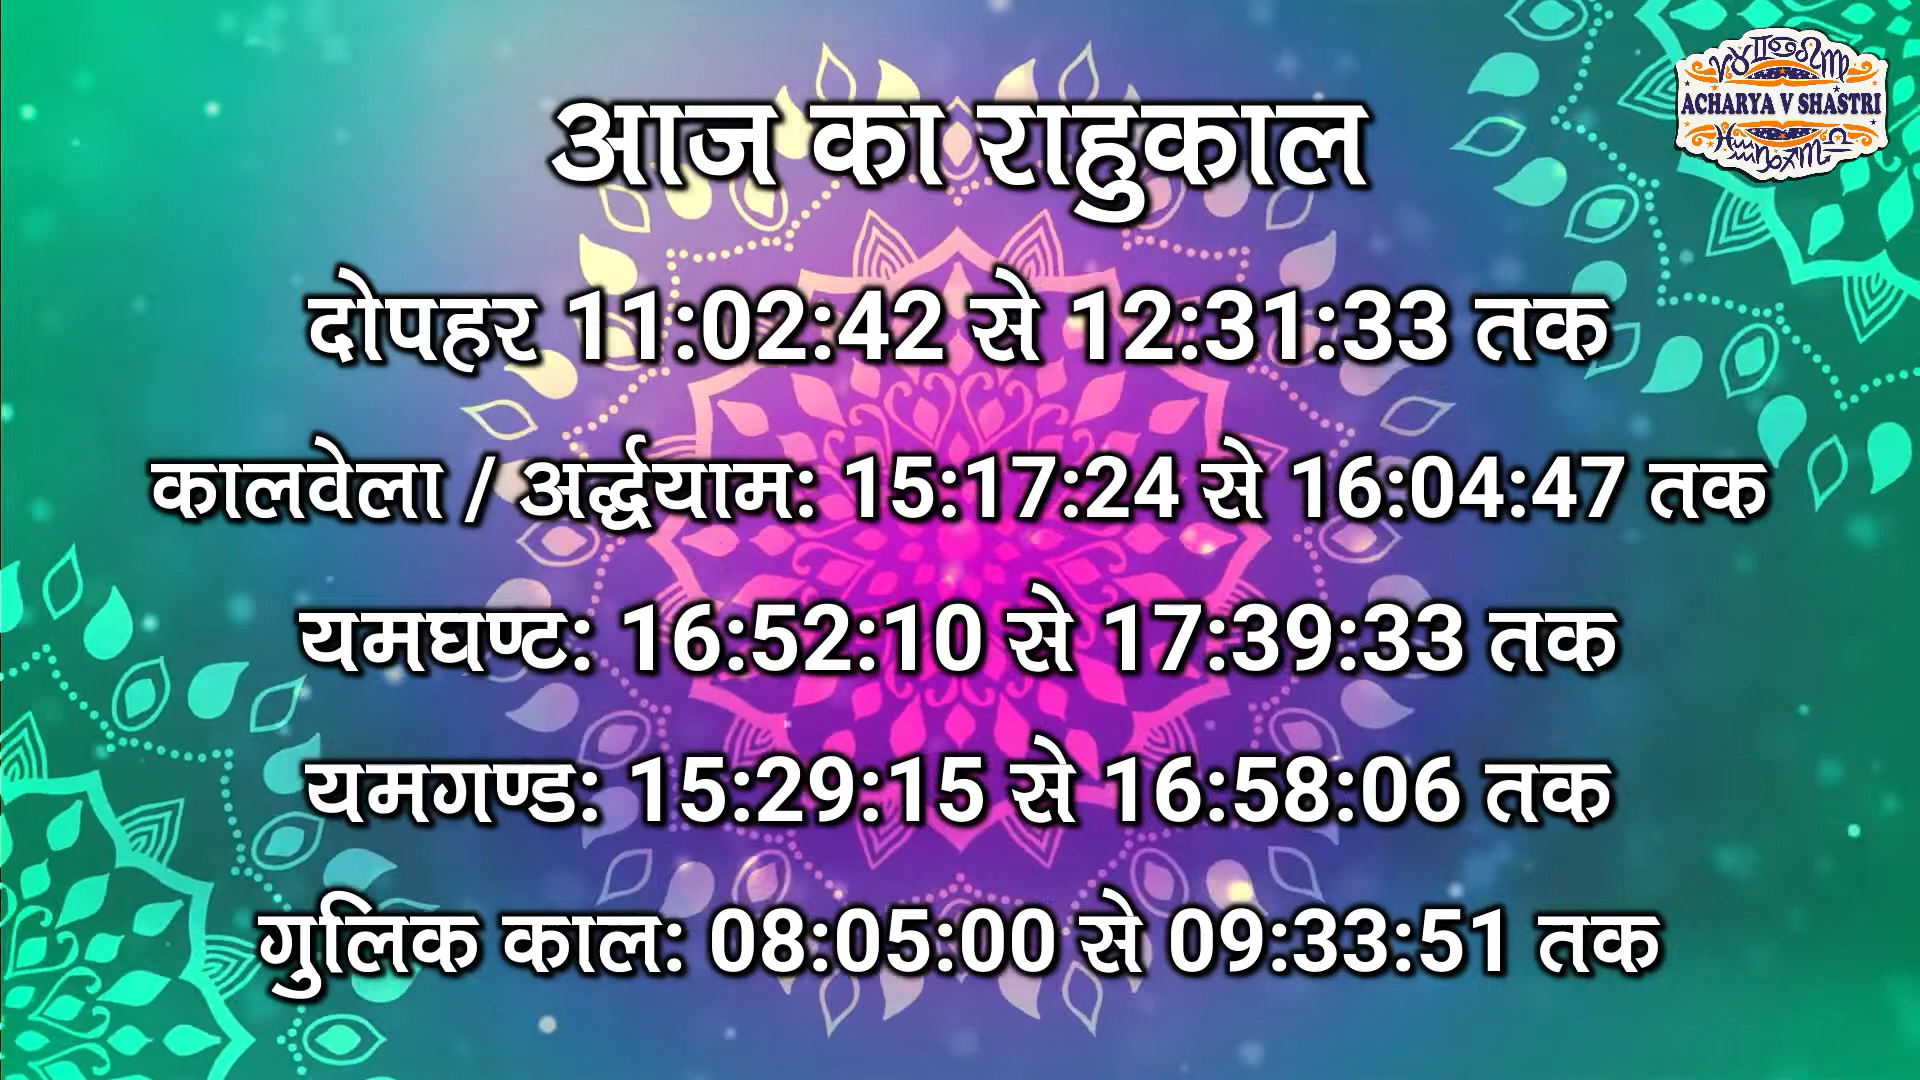 ACHARYA V SHASTRI
आज का राहुकाल
दोपहर 11:02:42 से 12:31:33 तक
कालवेला / अर्द्धयाम: 15:17:24 से 16:04:47 तक
यमघण्ट: 16:52:10 से 17:39:33 तक
यमगण्ड: 15:29:15 से 16:58:06 तक
गुलिक काल: 08:05:00 से 09:33:51 तक